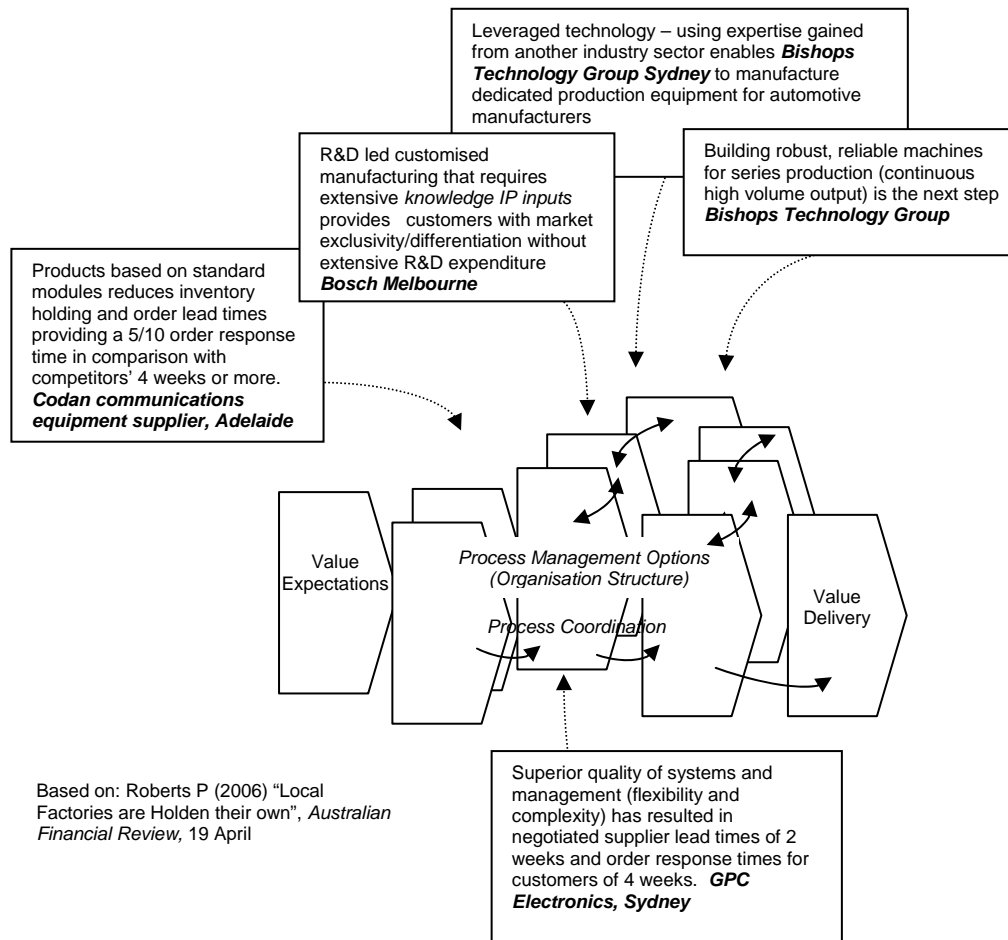 Leveraged technology – using expertise gained
from another industry sector enables Bishops
Technology Group Sydney to manufacture
dedicated production equipment for automotive
manufacturers
R&D led customised
manufacturing that requires
extensive knowledge IP inputs
provides customers with market
exclusivity/differentiation without
extensive R&D expenditure
Bosch Melbourne
Building robust, reliable machines
for series production (continuous
high volume output) is the next step
Bishops Technology Group
Products based on standard
modules reduces inventory
holding and order lead times
providing a 5/10 order response
time in comparison with
competitors' 4 weeks or more.
Codan communications
equipment supplier, Adelaide
Value
Expectations
Process Management Options
(Organisation Structure)
Process Coordination
Value
Delivery
Based on: Roberts P (2006) “Local
Factories are Holden their own”, Australian
Financial Review, 19 April
Superior quality of systems and
management (flexibility and
complexity) has resulted in
negotiated supplier lead times of 2
weeks and order response times for
customers of 4 weeks. GPC
Electronics, Sydney